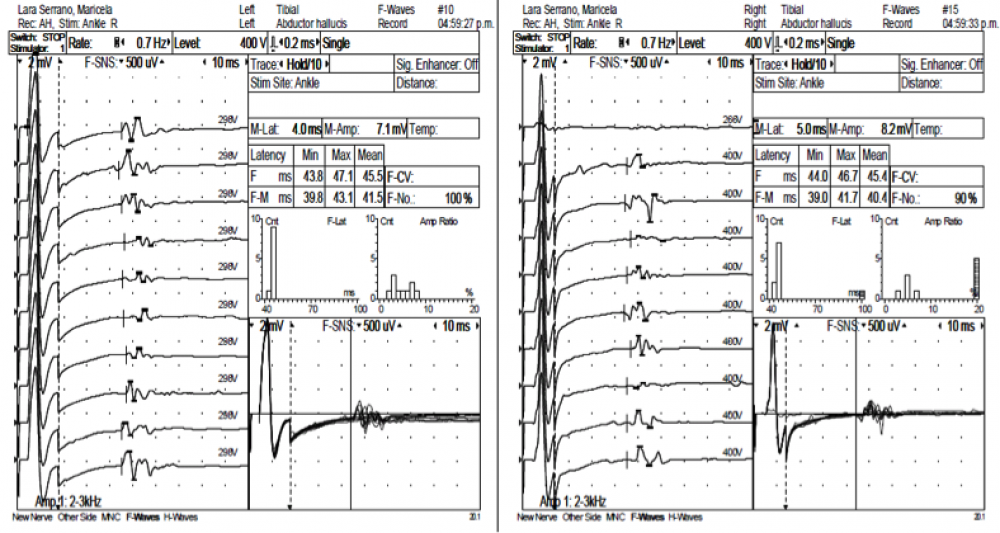 Lara Serrano, Maricela Left Tibial F-Waves #10
Rec: AH, Stim: Ankle R Left Abductor hallucis Record 04:59:27 p.m.
Switch: STOP Rate: 0.7 Hz Level: 400 V 0.2 ms Single
Stimulator: 1
2 mV F-SNS: 500 uV 10 ms
Trace: Hold/10 Sig. Enhancer: Off
Stim Site: Ankle Distance:
M-Lat: 4.0 ms M-Amp: 7.1 mV Temp:
Latency Min Max Mean
F ms 43.8 47.1 45.5 F-CV:
F-M ms 39.8 43.1 41.5 F-No.: 100 %
10 Cnt F-Lat 10 Cnt Amp Ratio
5 5
ms %
40 70 100 0 10 20
298V
298V
298V
298V
298V
298V
298V
298V
298V
2 mV F-SNS: 500 uV 10 ms
Amp 1: 2-3kHz
New Nerve Other Side MNC F-Waves H-Waves 20.1
Lara Serrano, Maricela Right Tibial F-Waves #15
Rec: AH, Stim: Ankle R Right Abductor hallucis Record 04:59:33 p.m.
Switch: STOP Rate: 0.7 Hz Level: 400 V 0.2 ms Single
Stimulator: 1
2 mV F-SNS: 500 uV 10 ms
Trace: Hold/10 Sig. Enhancer: Off
Stim Site: Ankle Distance:
M-Lat: 5.0 ms M-Amp: 8.2 mV Temp:
Latency Min Max Mean
F ms 44.0 46.7 45.4 F-CV:
F-M ms 39.0 41.7 40.4 F-No.: 90 %
10 Cnt F-Lat 10 Cnt Amp Ratio
5 5
ms
40 70 100 0 10 20
400V
400V
400V
400V
400V
400V
400V
400V
400V
2 mV F-SNS: 500 uV 10 ms
Amp 1: 2-3kHz
New Nerve Other Side MNC F-Waves H-Waves 20.1